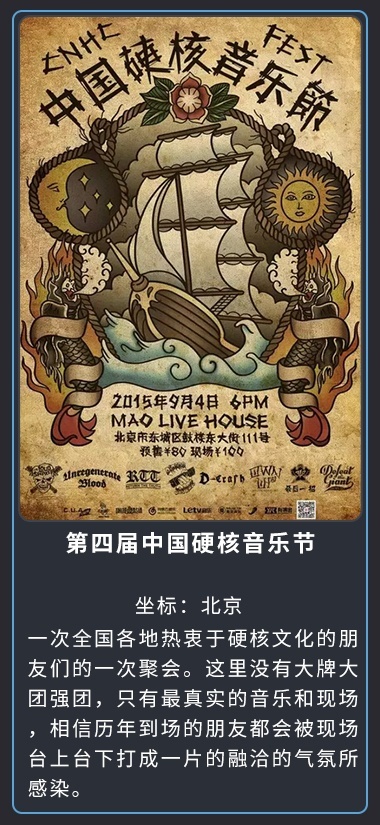 CNHC FEST
中国硬核音乐節
2015年9月4日 6PM
MAO LIVE HOUSE
北京市东城区鼓楼东大街111号
预售¥80 现场¥100
Unregenerate Blood
RTT
D-Crash
Defeat the Giant
第四届中国硬核音乐节
坐标：北京
一次全国各地热衷于硬核文化的朋
友们的一次聚会。这里没有大牌大
团强团，只有最真实的音乐和现场
，相信历年到场的朋友都会被现场
台上台下打成一片的融洽的气氛所
感染。